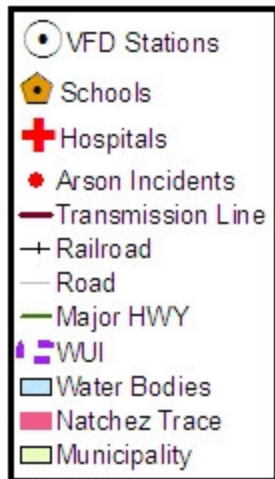 VFD Stations
Schools
Hospitals
Arson Incidents
Transmission Line
Railroad
Road
Major HWY
WUI
Water Bodies
Natchez Trace
Municipality